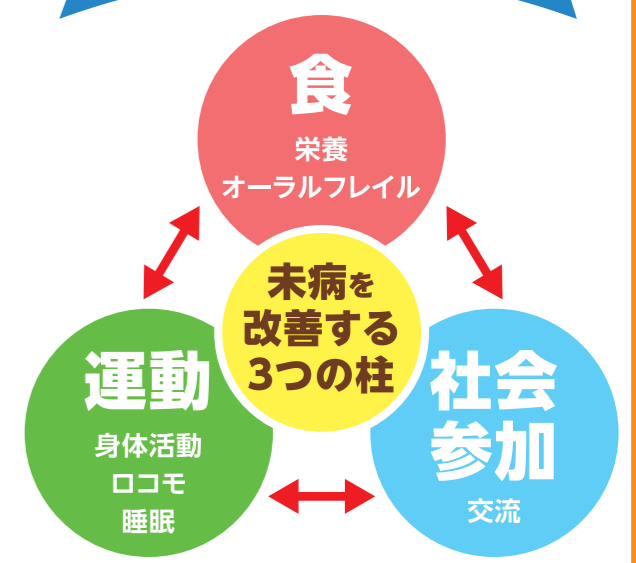 食
栄養
オーラルフレイル
未病を
改善する
3つの柱
運動
身体活動
ロコモ
睡眠
社会
参加
交流